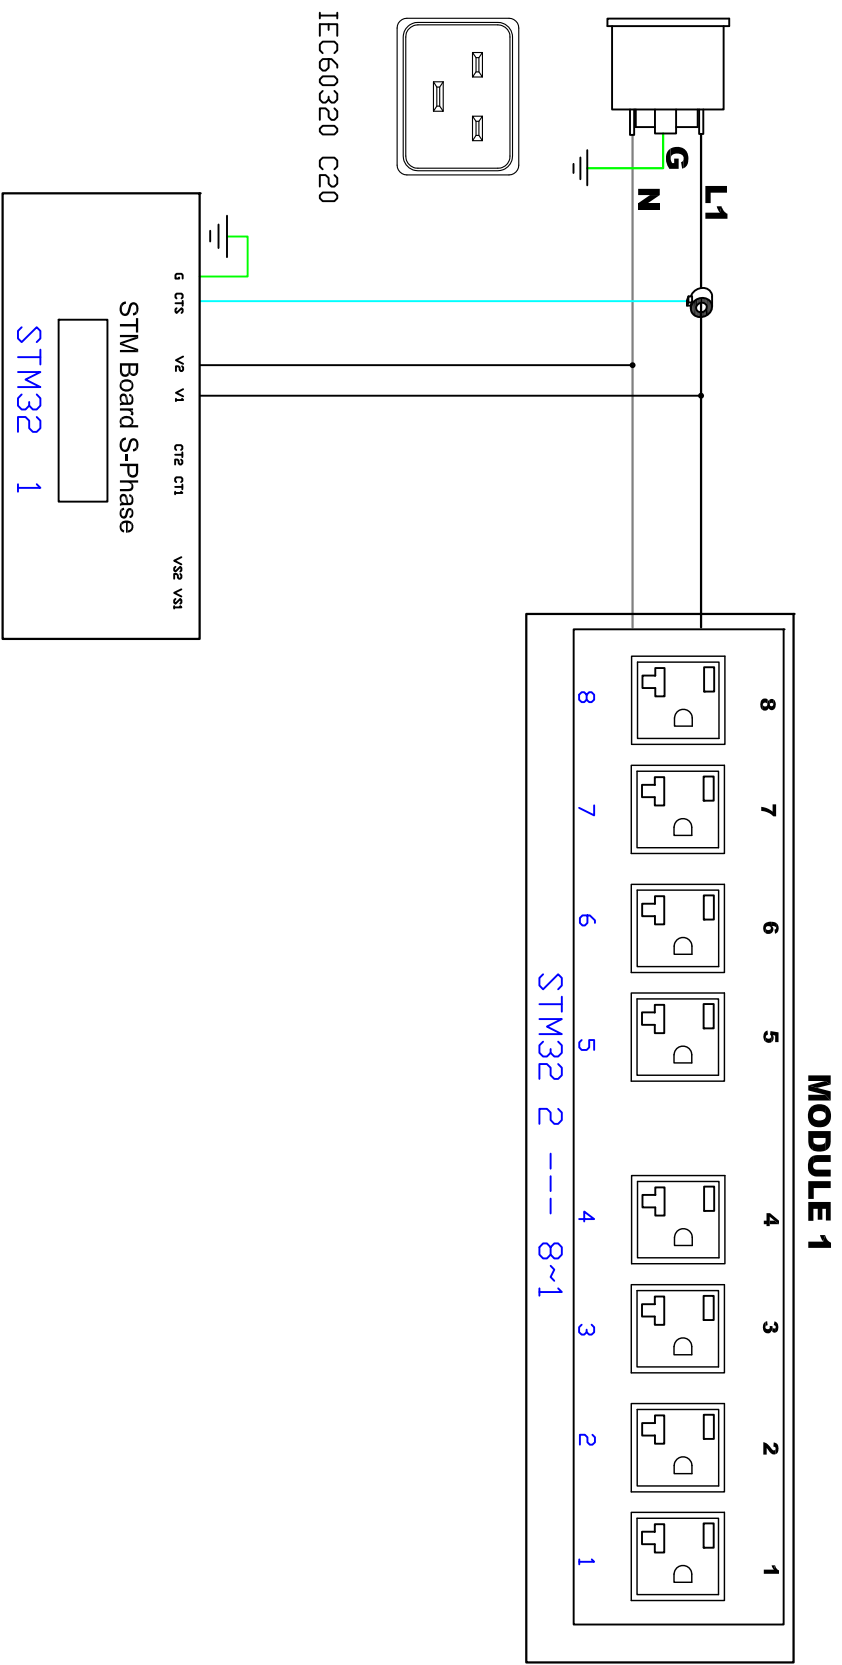 MODULE 1
L1
N
G
IEC60320 C20
8 7 6 5 4 3 2 1
8 7 6 5 4 3 2 1
STM32 2 --- 8~1
G CTS V2 V1 CT2 CT1 VS2 VS1
STM Board S-Phase
STM32 1